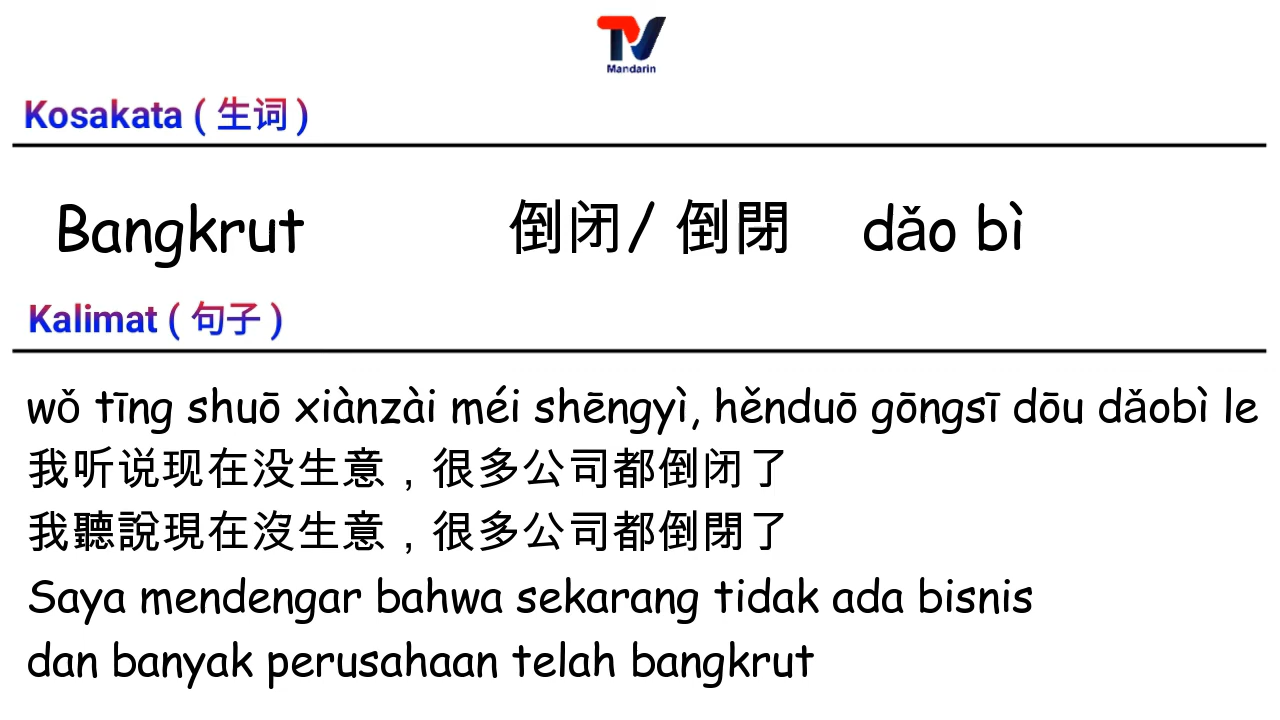 TV
Mandarin
Kosakata ( 生词 )
Bangkrut 倒闭/ 倒閉 dǎo bì
Kalimat ( 句子 )
wǒ tīng shuō xiànzài méi shēngyì, hěnduō gōngsī dōu dǎobì le
我听说现在没生意，很多公司都倒闭了
我聽說現在沒生意，很多公司都倒閉了
Saya mendengar bahwa sekarang tidak ada bisnis
dan banyak perusahaan telah bangkrut